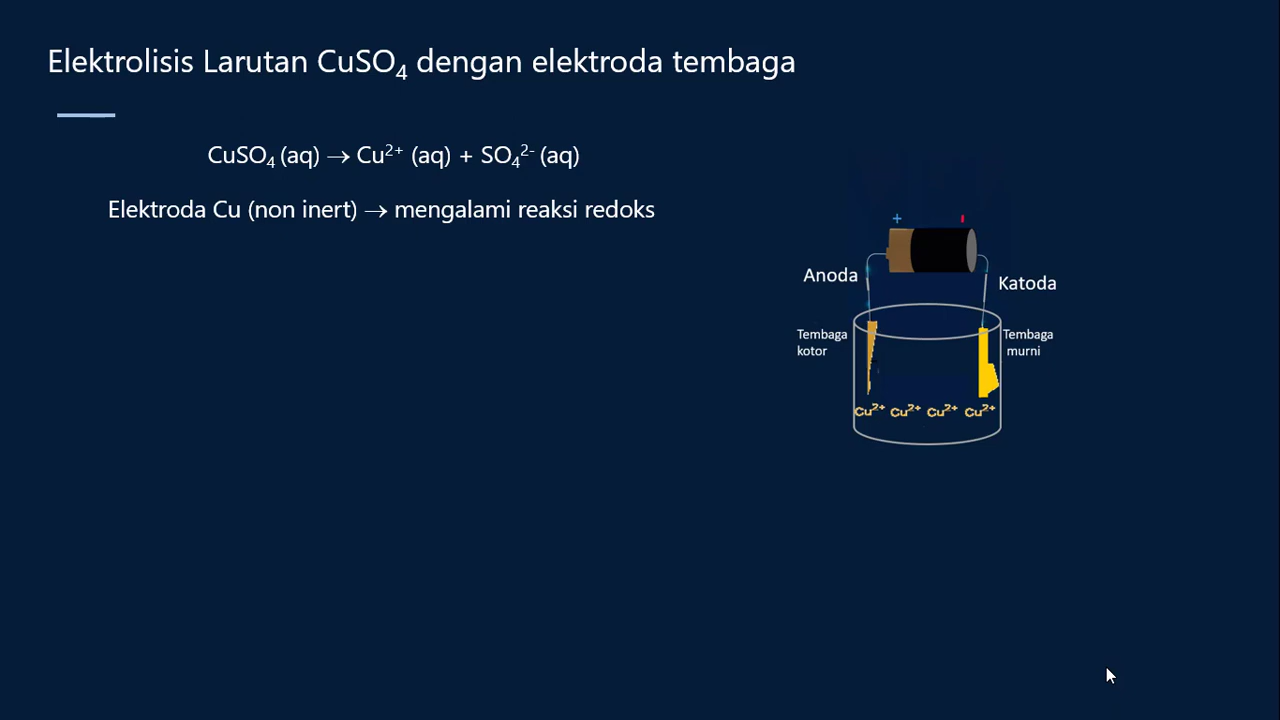 Elektrolisis Larutan CuSO₄ dengan elektroda tembaga
CuSO₄ (aq) → Cu²⁺ (aq) + SO₄²⁻ (aq)
Elektroda Cu (non inert) → mengalami reaksi redoks
+
-
Anoda
Katoda
Tembaga
kotor
Tembaga
murni
Cu²⁺ Cu²⁺ Cu²⁺ Cu²⁺